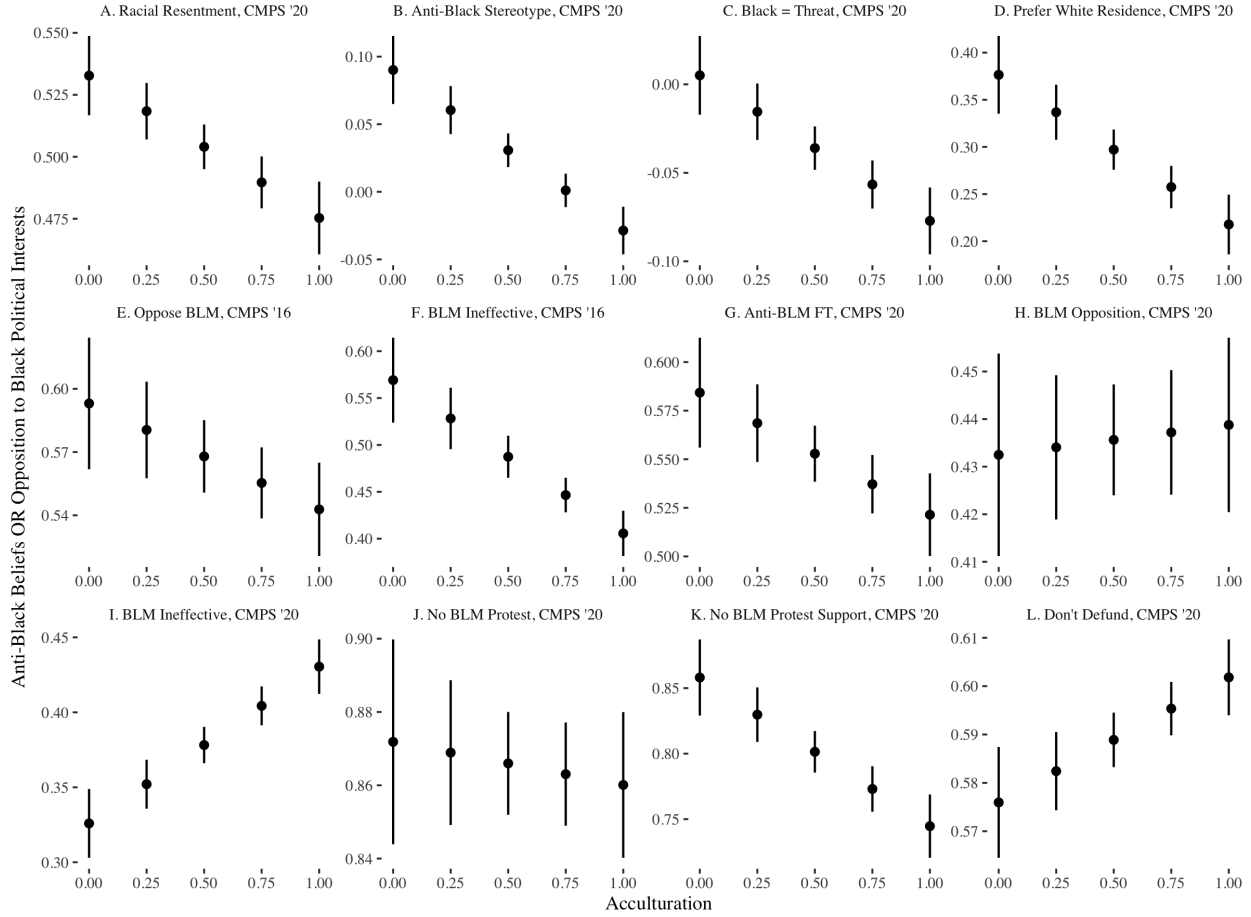 A. Racial Resentment, CMPS '20
0.550
0.525
0.500
0.475
0.00 0.25 0.50 0.75 1.00
B. Anti-Black Stereotype, CMPS '20
0.10
0.05
0.00
-0.05
0.00 0.25 0.50 0.75 1.00
C. Black = Threat, CMPS '20
0.00
-0.05
-0.10
0.00 0.25 0.50 0.75 1.00
D. Prefer White Residence, CMPS '20
0.40
0.35
0.30
0.25
0.20
0.00 0.25 0.50 0.75 1.00
Anti-Black Beliefs OR Opposition to Black Political Interests
E. Oppose BLM, CMPS '16
0.60
0.57
0.54
0.00 0.25 0.50 0.75 1.00
F. BLM Ineffective, CMPS '16
0.60
0.55
0.50
0.45
0.40
0.00 0.25 0.50 0.75 1.00
G. Anti-BLM FT, CMPS '20
0.600
0.575
0.550
0.525
0.500
0.00 0.25 0.50 0.75 1.00
H. BLM Opposition, CMPS '20
0.45
0.44
0.43
0.42
0.41
0.00 0.25 0.50 0.75 1.00
I. BLM Ineffective, CMPS '20
0.45
0.40
0.35
0.30
0.00 0.25 0.50 0.75 1.00
J. No BLM Protest, CMPS '20
0.90
0.88
0.86
0.84
0.00 0.25 0.50 0.75 1.00
K. No BLM Protest Support, CMPS '20
0.85
0.80
0.75
0.00 0.25 0.50 0.75 1.00
L. Don't Defund, CMPS '20
0.61
0.60
0.59
0.58
0.57
0.00 0.25 0.50 0.75 1.00
Acculturation